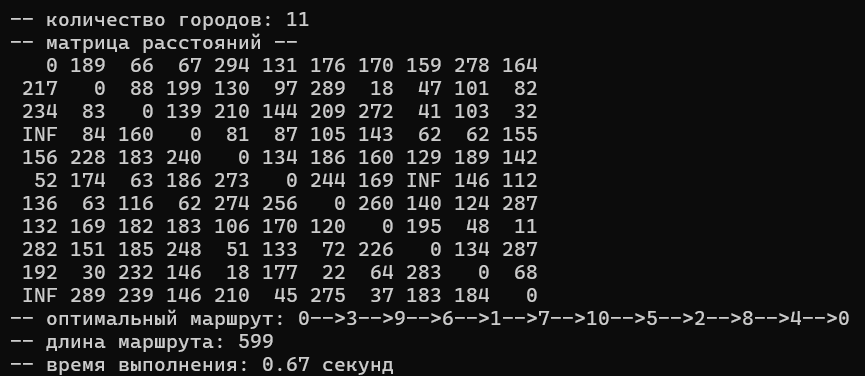 -- количество городов: 11
-- матрица расстояний --
0 189 66 67 294 131 176 170 159 278 164
217 0 88 199 130 97 289 18 47 101 82
234 83 0 139 210 144 209 272 41 103 32
INF 84 160 0 81 87 105 143 62 62 155
156 228 183 240 0 134 186 160 129 189 142
52 174 63 186 273 0 244 169 INF 146 112
136 63 116 62 274 256 0 260 140 124 287
132 169 182 183 106 170 120 0 195 48 11
282 151 185 248 51 133 72 226 0 134 287
192 30 232 146 18 177 22 64 283 0 68
INF 289 239 146 210 45 275 37 183 184 0
-- оптимальный маршрут: 0-->3-->9-->6-->1-->7-->10-->5-->2-->8-->4-->0
-- длина маршрута: 599
-- время выполнения: 0.67 секунд